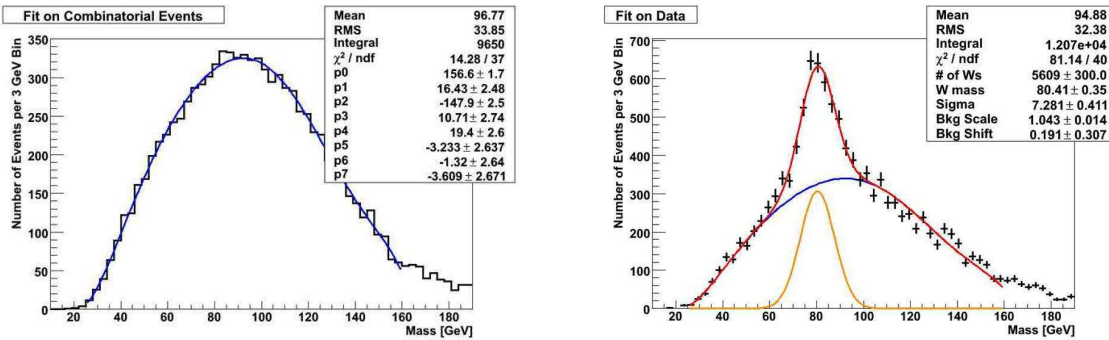 Fit on Combinatorial Events
Mean 96.77
RMS 33.85
Integral 9650
χ² / ndf 14.28 / 37
p0 156.6 ± 1.7
p1 16.43 ± 2.48
p2 -147.9 ± 2.5
p3 10.71 ± 2.74
p4 19.4 ± 2.6
p5 -3.233 ± 2.637
p6 -1.32 ± 2.64
p7 -3.609 ± 2.671
Number of Events per 3 GeV Bin
350
300
250
200
150
100
50
0
20 40 60 80 100 120 140 160 180
Mass [GeV]
Fit on Data
Mean 94.88
RMS 32.38
Integral 1.207e+04
χ² / ndf 81.14 / 40
# of Ws 5609 ± 300.0
W mass 80.41 ± 0.35
Sigma 7.281 ± 0.411
Bkg Scale 1.043 ± 0.014
Bkg Shift 0.191 ± 0.307
Number of Events per 3 GeV Bin
700
600
500
400
300
200
100
0
20 40 60 80 100 120 140 160 180
Mass [GeV]